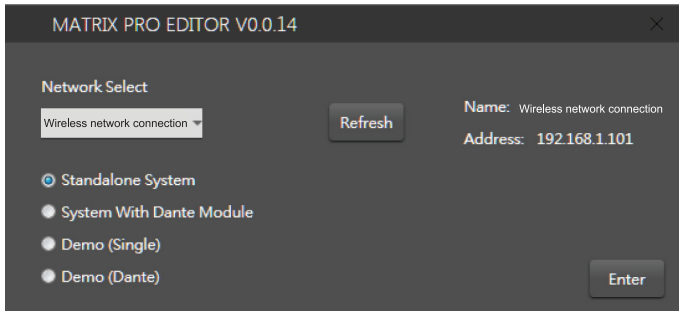 MATRIX PRO EDITOR V0.0.14
Network Select
Wireless network connection
Refresh
Name: Wireless network connection
Address: 192.168.1.101
Standalone System
System With Dante Module
Demo (Single)
Demo (Dante)
Enter